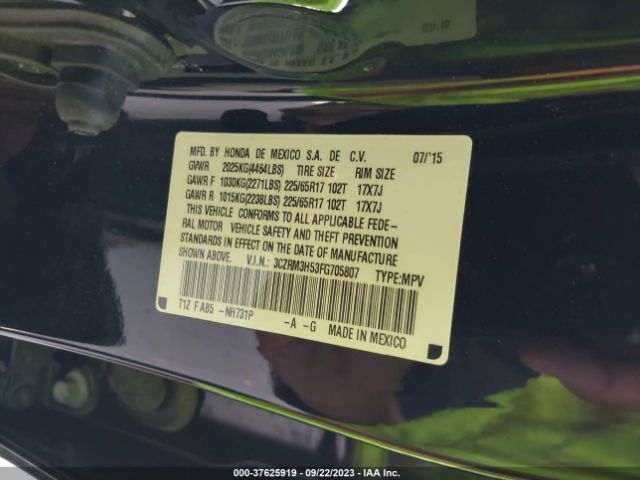 MFD. BY HONDA DE MEXICO S.A. DE C.V. 07/'15
GVWR 2025KG(4464LBS) TIRE SIZE RIM SIZE
GAWR F 1030KG(2271LBS) 225/65R17 102T 17X7J
GAWR R 1015KG(2238LBS) 225/65R17 102T 17X7J
THIS VEHICLE CONFORMS TO ALL APPLICABLE FEDE-
RAL MOTOR VEHICLE SAFETY AND THEFT PREVENTION
STANDARDS IN EFFECT ON THE DATE OF MANUFACTURE
SHOWN ABOVE. V.I.N.: 3CZRM3H53FG705807 TYPE:MPV
T1Z F AB5 -NH731P -A -G MADE IN MEXICO
000-37625919 - 09/22/2023 - IAA Inc.